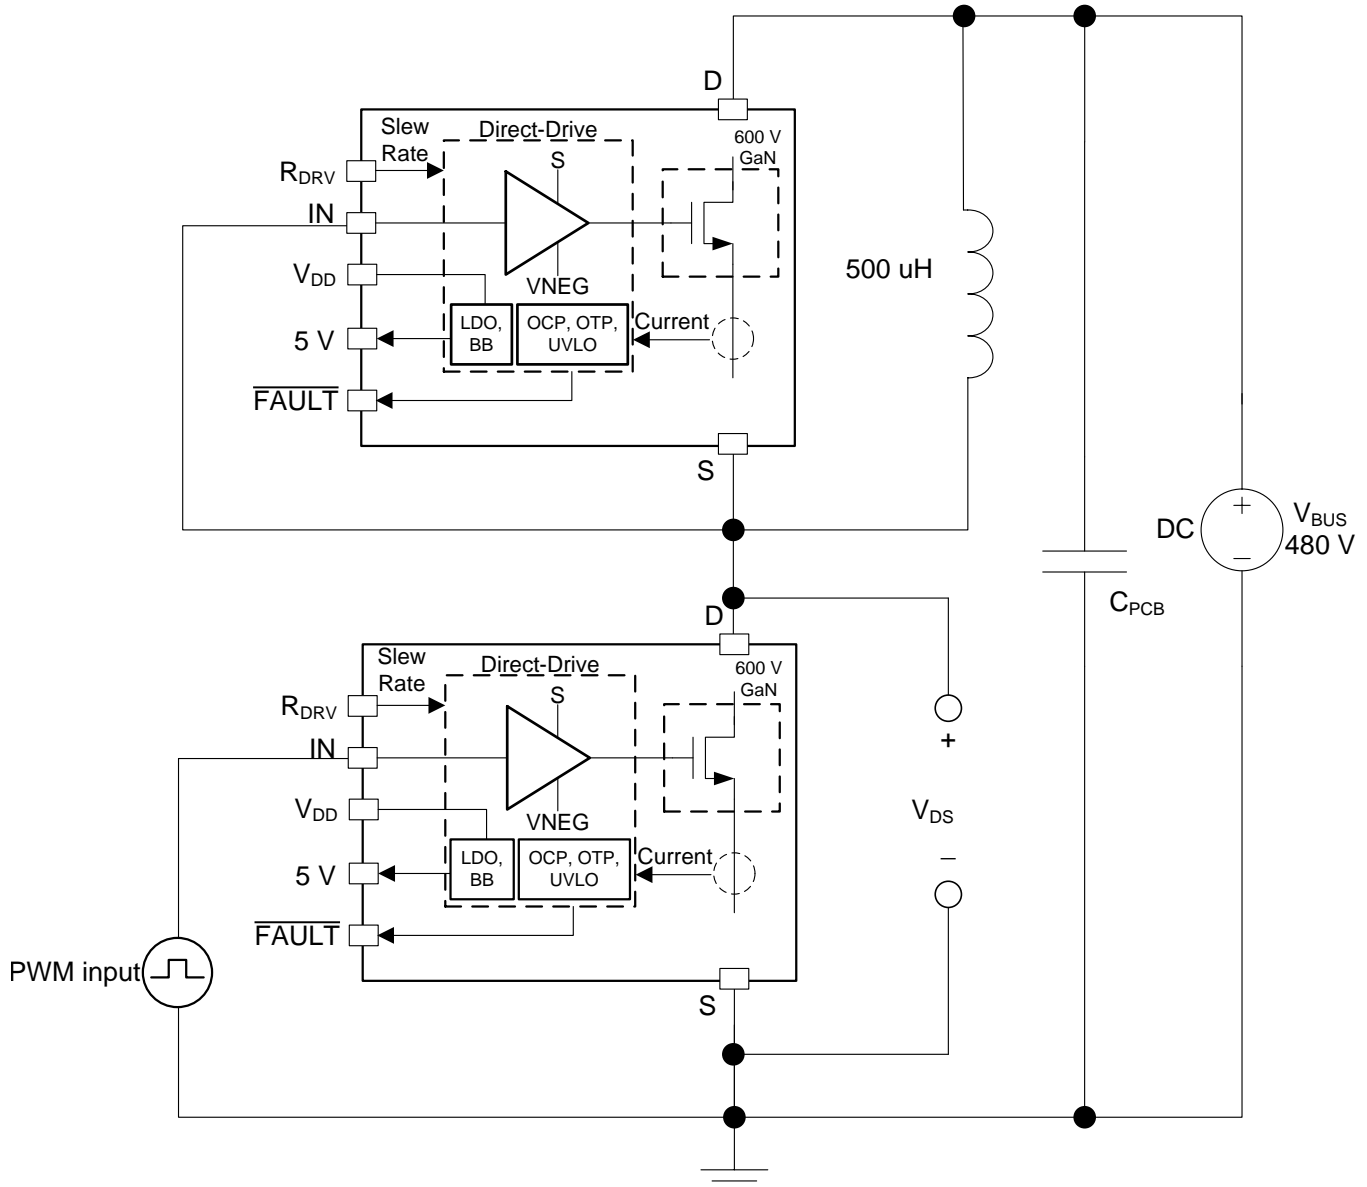 D
Slew
Rate
Direct-Drive
600 V
GaN
S
RDRV
IN
VDD
VNEG
LDO,
BB
OCP, OTP,
UVLO
Current
5 V
FAULT
S
500 uH
DC
VBUS
480 V
CPCB
D
Slew
Rate
Direct-Drive
600 V
GaN
S
RDRV
IN
VDD
VNEG
LDO,
BB
OCP, OTP,
UVLO
Current
5 V
FAULT
S
+
VDS
–
PWM input